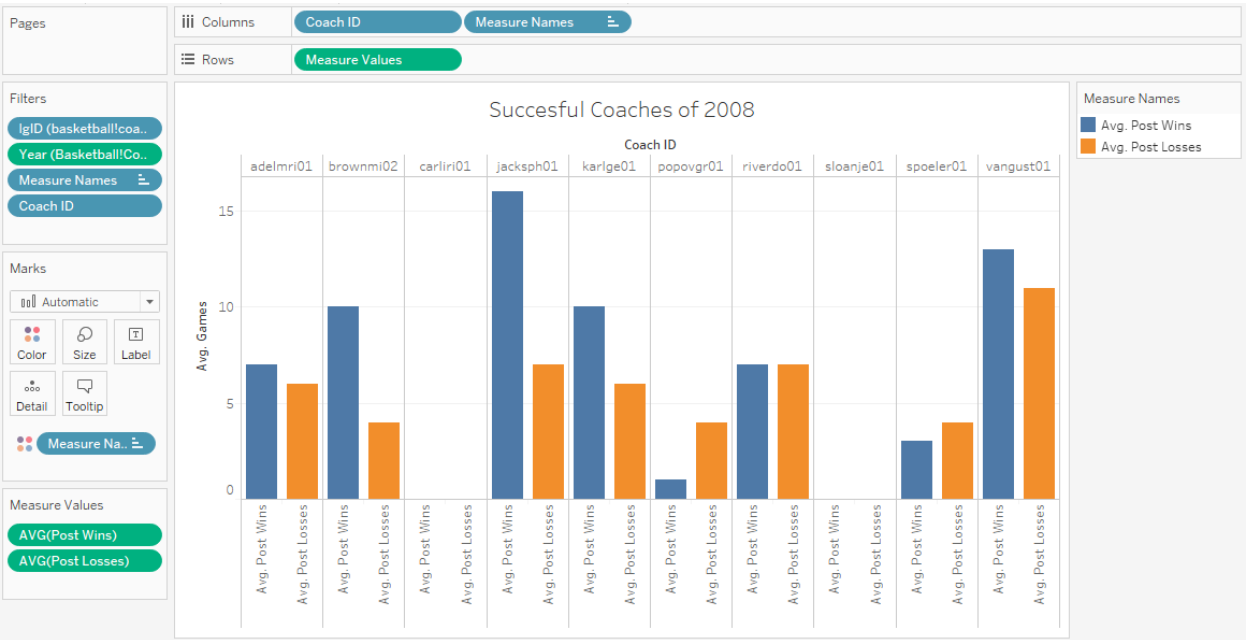 Pages
Columns
Coach ID
Measure Names
Rows
Measure Values
Filters
lgID (basketball!coa..
Year (Basketball!Co..
Measure Names
Coach ID
Marks
Automatic
Color Size Label
Detail Tooltip
Measure Na..
Measure Values
AVG(Post Wins)
AVG(Post Losses)
Succesful Coaches of 2008
Coach ID
adelmri01 brownmi02 carliri01 jacksph01 karlge01 popovgr01 riverdo01 sloanje01 spoeler01 vangust01
Avg. Games
15
10
5
0
Avg. Post Wins
Avg. Post Losses
Avg. Post Wins
Avg. Post Losses
Avg. Post Wins
Avg. Post Losses
Avg. Post Wins
Avg. Post Losses
Avg. Post Wins
Avg. Post Losses
Avg. Post Wins
Avg. Post Losses
Avg. Post Wins
Avg. Post Losses
Avg. Post Wins
Avg. Post Losses
Avg. Post Wins
Avg. Post Losses
Avg. Post Wins
Avg. Post Losses
Measure Names
Avg. Post Wins
Avg. Post Losses